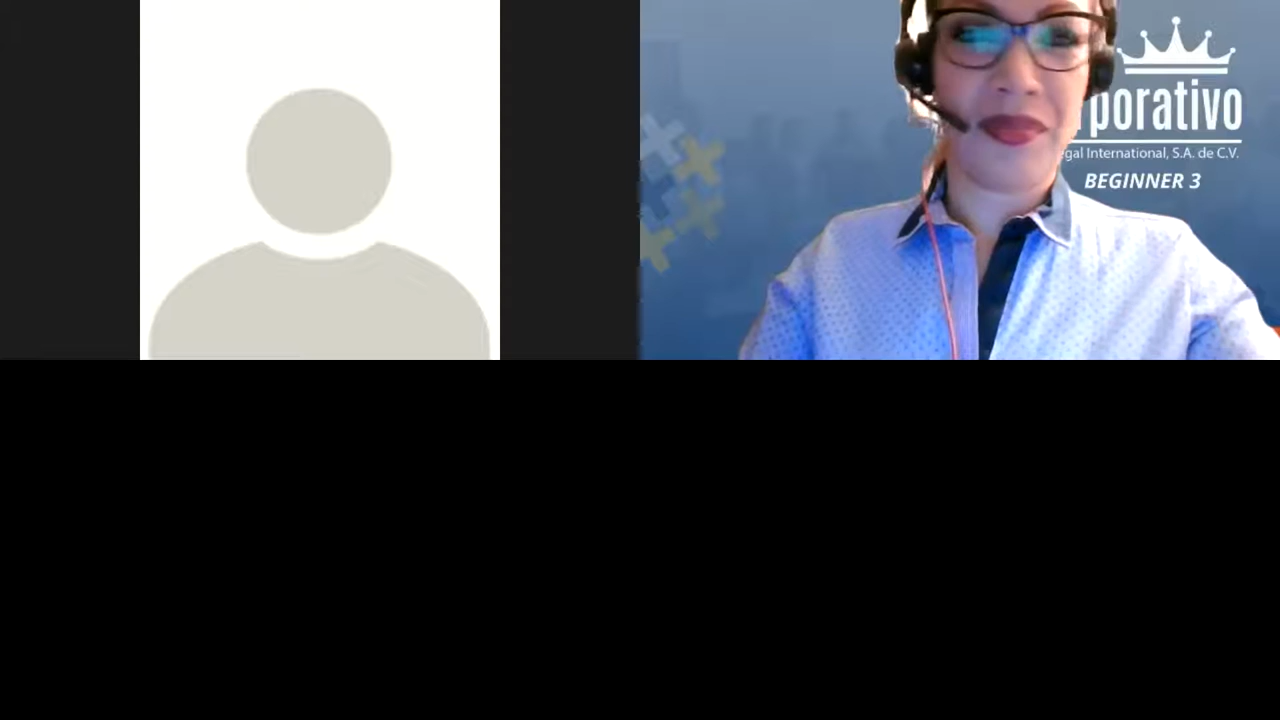 porativo
gal International, S.A. de C.V.
BEGINNER 3